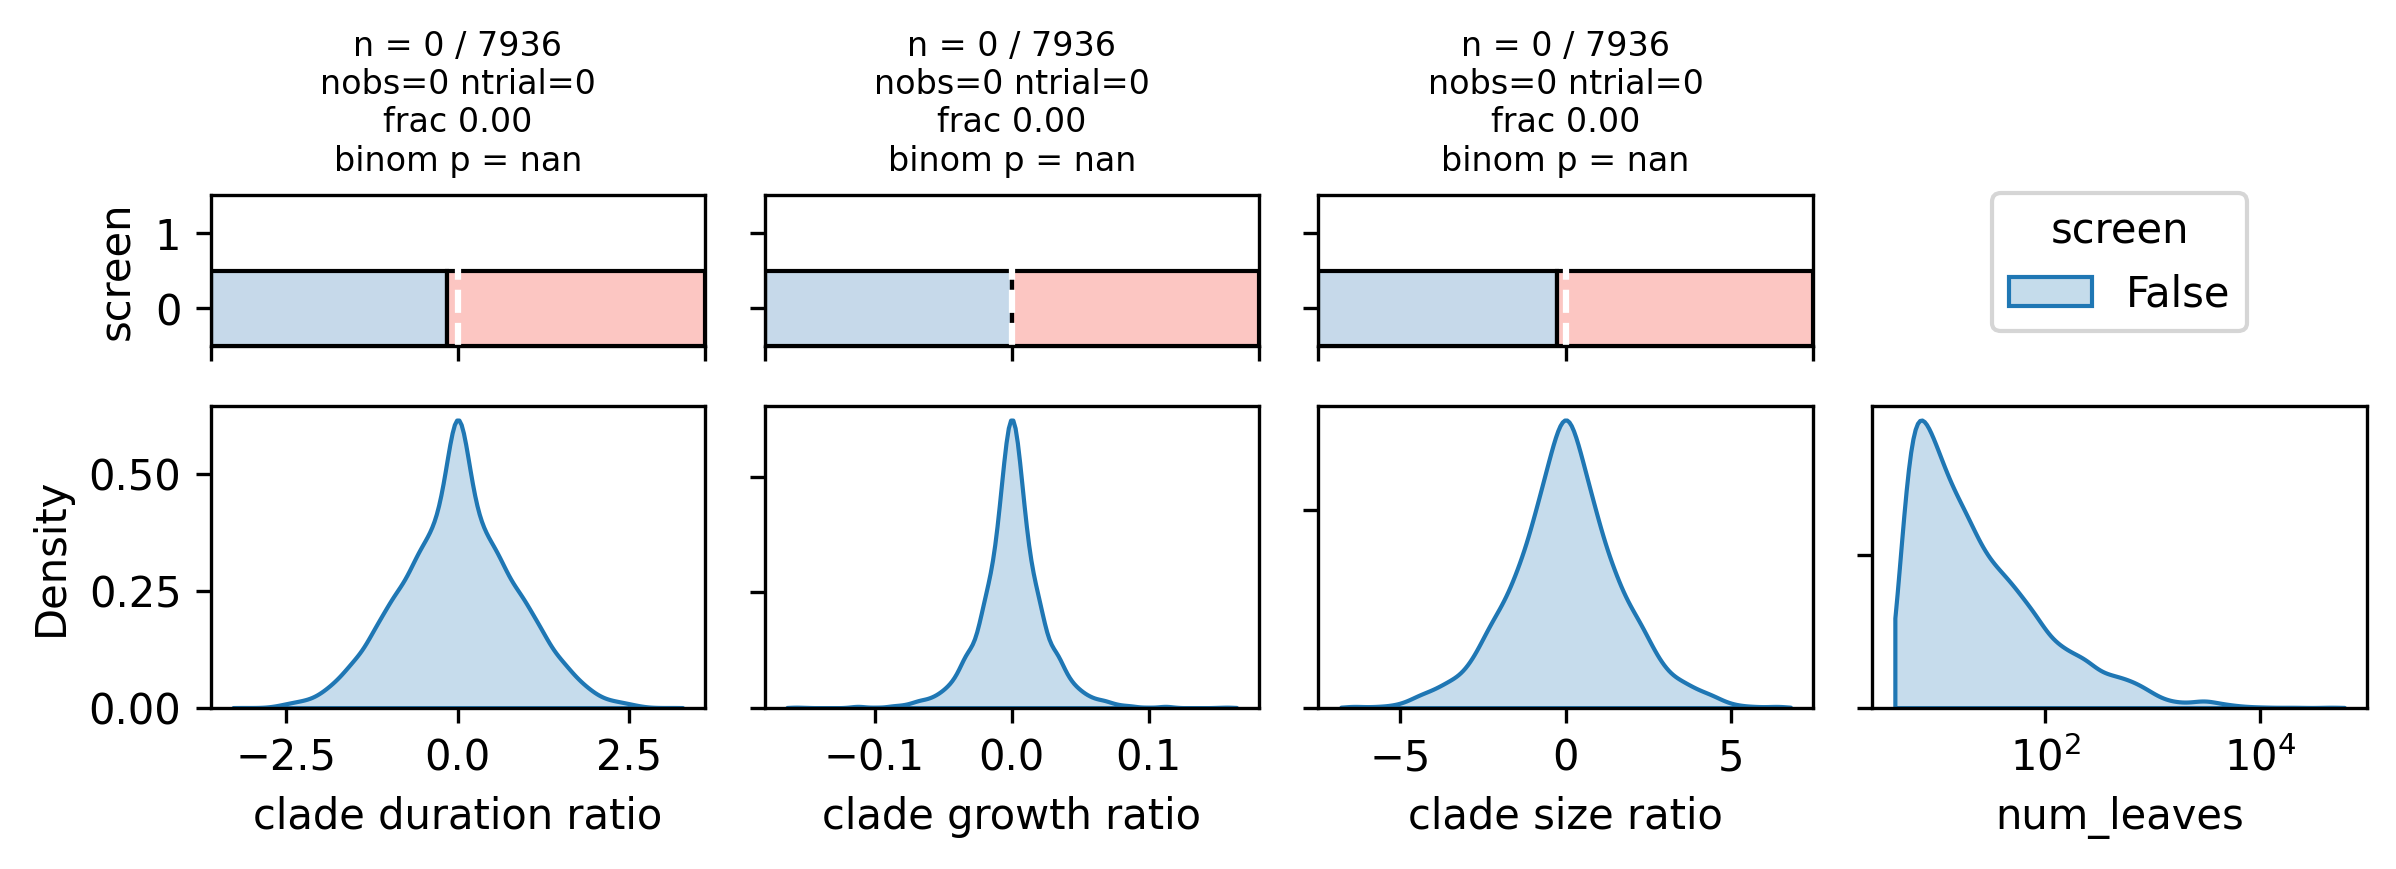 n = 0 / 7936
nobs=0 ntrial=0
frac 0.00
binom p = nan
n = 0 / 7936
nobs=0 ntrial=0
frac 0.00
binom p = nan
n = 0 / 7936
nobs=0 ntrial=0
frac 0.00
binom p = nan
screen
1
0
screen
False
Density
0.50
0.25
0.00
−2.5 0.0 2.5
clade duration ratio
−0.1 0.0 0.1
clade growth ratio
−5 0 5
clade size ratio
10² 10⁴
num_leaves